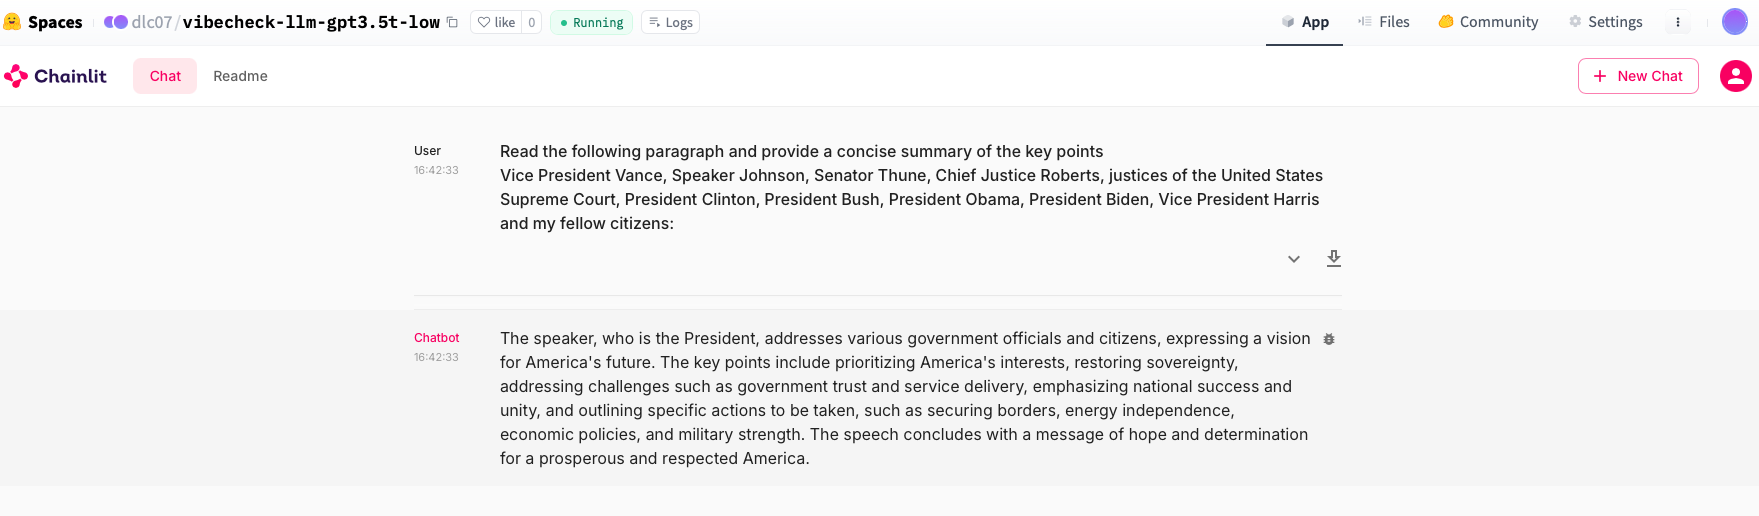 Spaces
dlc07/vibecheck-llm-gpt3.5t-low
like 0
Running
Logs
App
Files
Community
Settings
Chainlit
Chat
Readme
New Chat
User
16:42:33
Read the following paragraph and provide a concise summary of the key points
Vice President Vance, Speaker Johnson, Senator Thune, Chief Justice Roberts, justices of the United States
Supreme Court, President Clinton, President Bush, President Obama, President Biden, Vice President Harris
and my fellow citizens:
Chatbot
16:42:33
The speaker, who is the President, addresses various government officials and citizens, expressing a vision
for America's future. The key points include prioritizing America's interests, restoring sovereignty,
addressing challenges such as government trust and service delivery, emphasizing national success and
unity, and outlining specific actions to be taken, such as securing borders, energy independence,
economic policies, and military strength. The speech concludes with a message of hope and determination
for a prosperous and respected America.